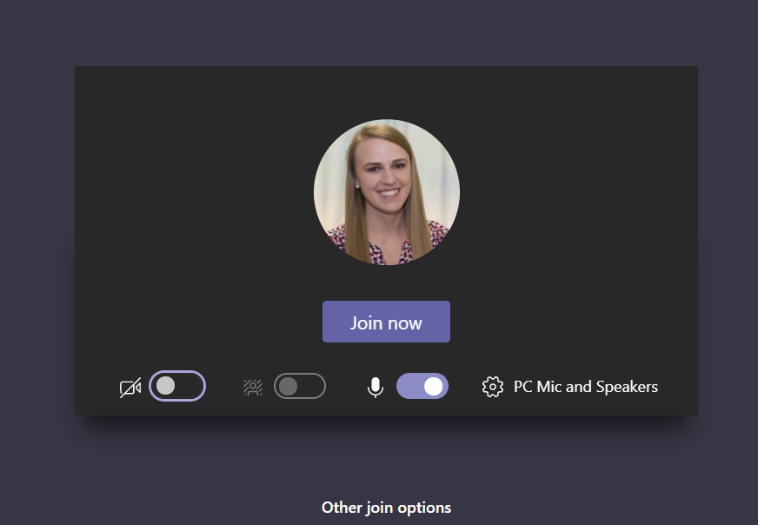 Join now
PC Mic and Speakers
Other join options